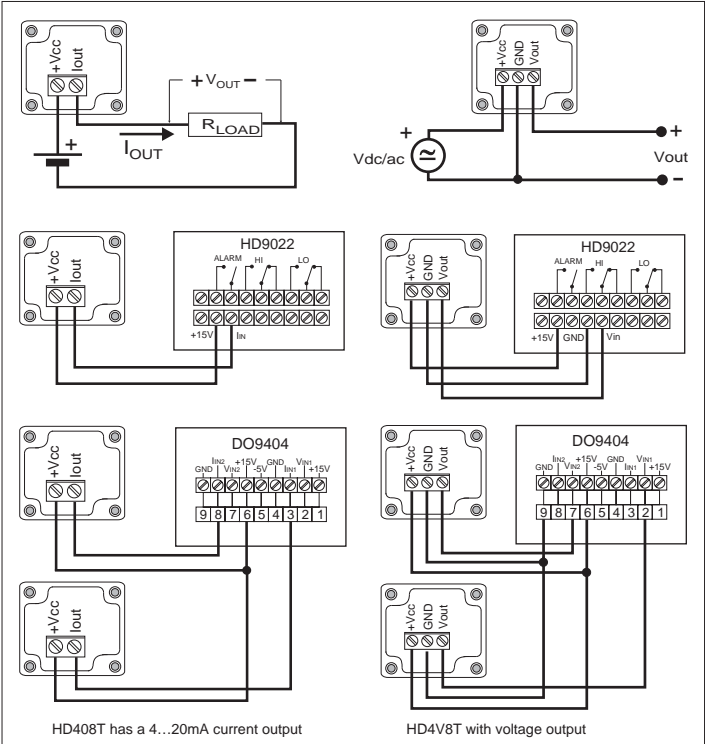 +Vcc Iout
+ VOUT −
RLOAD
IOUT
+
+Vcc GND Vout
+
Vdc/ac
+
Vout
−
+Vcc Iout
HD9022
ALARM HI LO
+15V IIN
+Vcc GND Vout
HD9022
ALARM HI LO
+15V GND Vin
+Vcc Iout
DO9404
GND IIN2 VIN2 +15V -5V GND IIN1 VIN1 +15V
9 8 7 6 5 4 3 2 1
+Vcc Iout
+Vcc GND Vout
DO9404
GND IIN2 VIN2 +15V -5V GND IIN1 VIN1 +15V
9 8 7 6 5 4 3 2 1
+Vcc GND Vout
HD408T has a 4…20mA current output
HD4V8T with voltage output